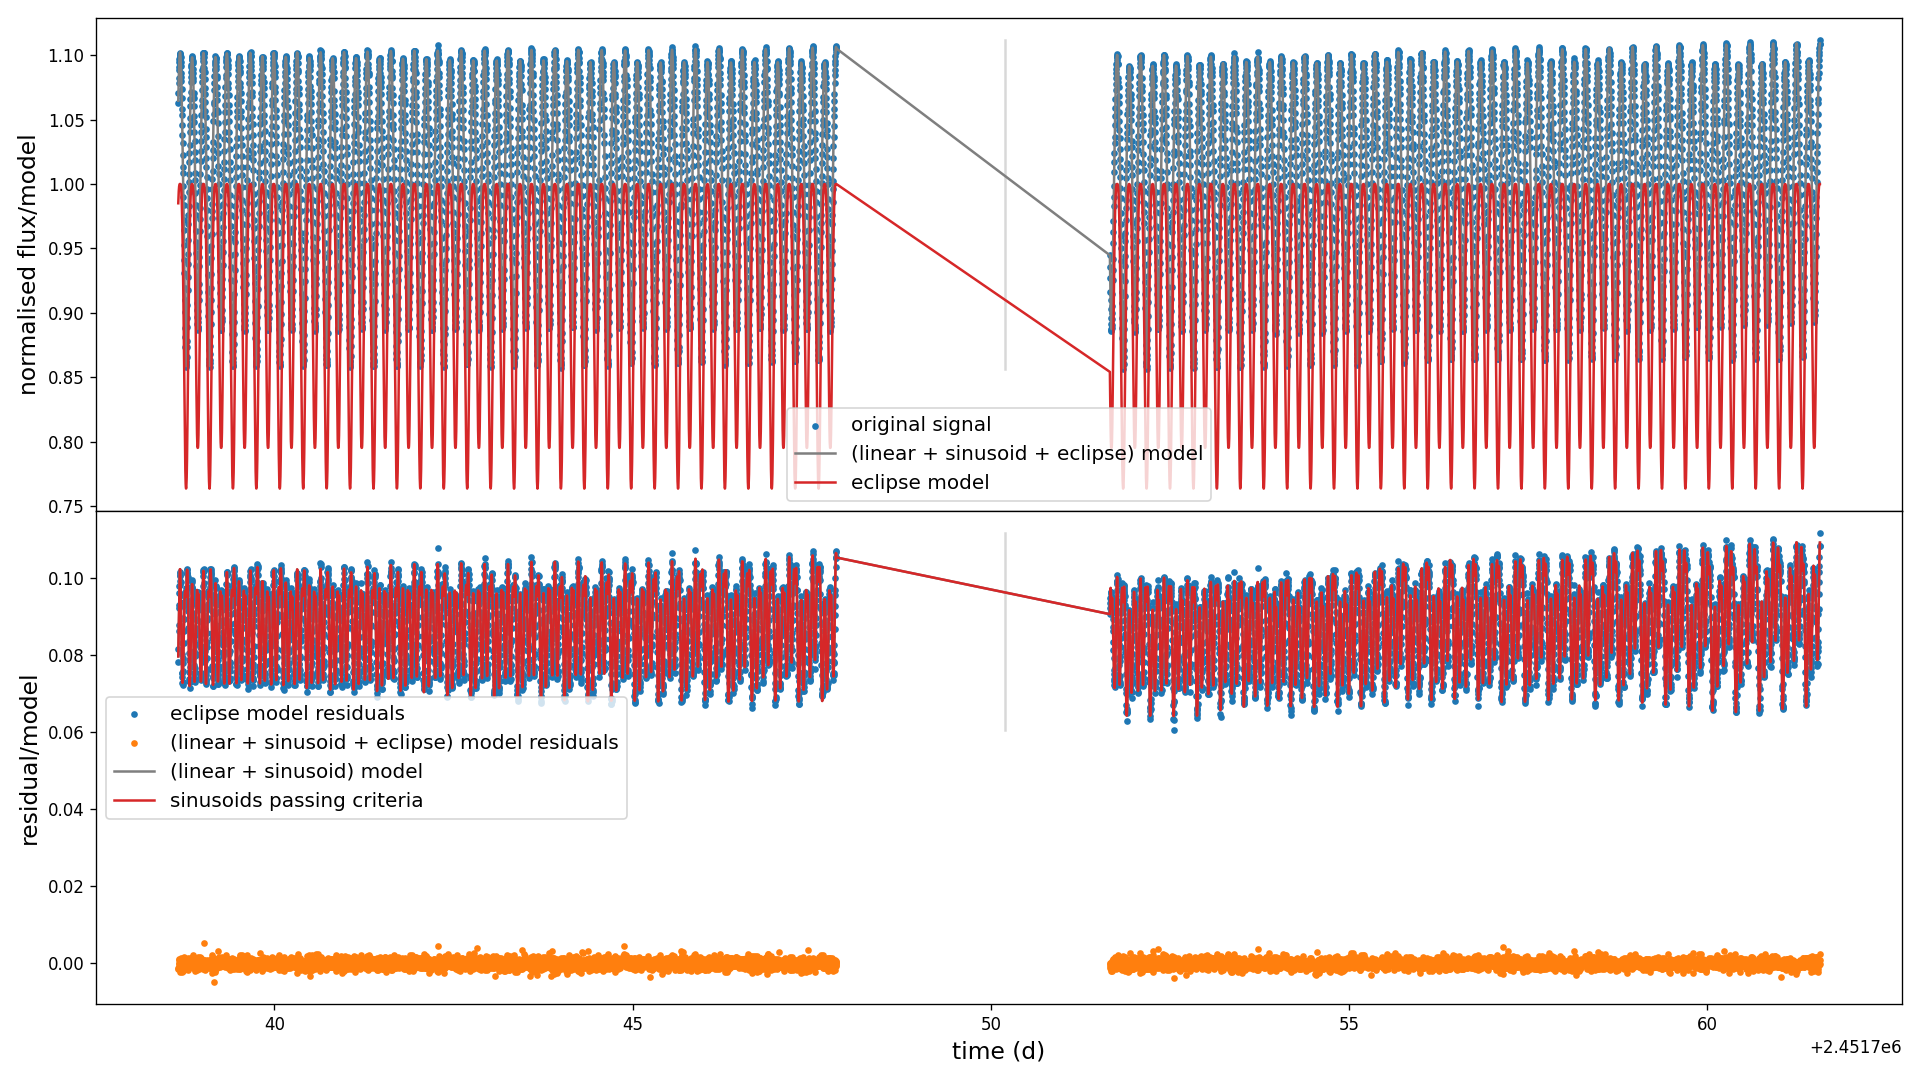 1.10
1.05
1.00
0.95
0.90
0.85
0.80
0.75
normalised flux/model
original signal
(linear + sinusoid + eclipse) model
eclipse model
0.10
0.08
0.06
0.04
0.02
0.00
residual/model
eclipse model residuals
(linear + sinusoid + eclipse) model residuals
(linear + sinusoid) model
sinusoids passing criteria
40 45 50 55 60
time (d)
+2.4517e6